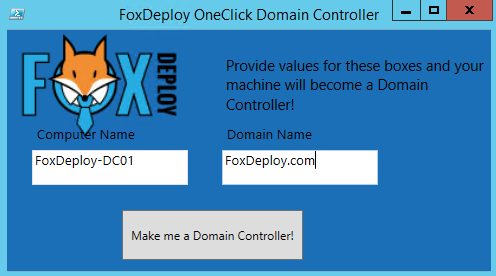 FoxDeploy OneClick Domain Controller
FOX
DEPLOY
Provide values for these boxes and your
machine will become a Domain
Controller!
Computer Name
Domain Name
FoxDeploy-DC01
FoxDeploy.com
Make me a Domain Controller!